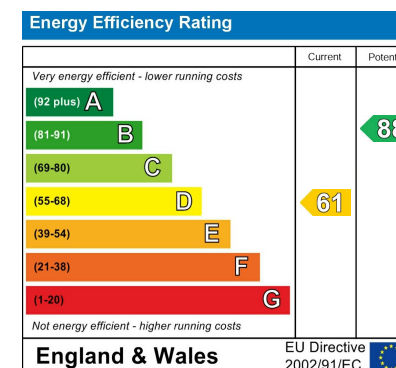 Energy Efficiency Rating
Current
Very energy efficient - lower running costs
(92 plus) A
(81-91) B
88
(69-80) C
(55-68) D
61
(39-54) E
(21-38) F
(1-20) G
Not energy efficient - higher running costs
England & Wales
EU Directive
2002/91/EC